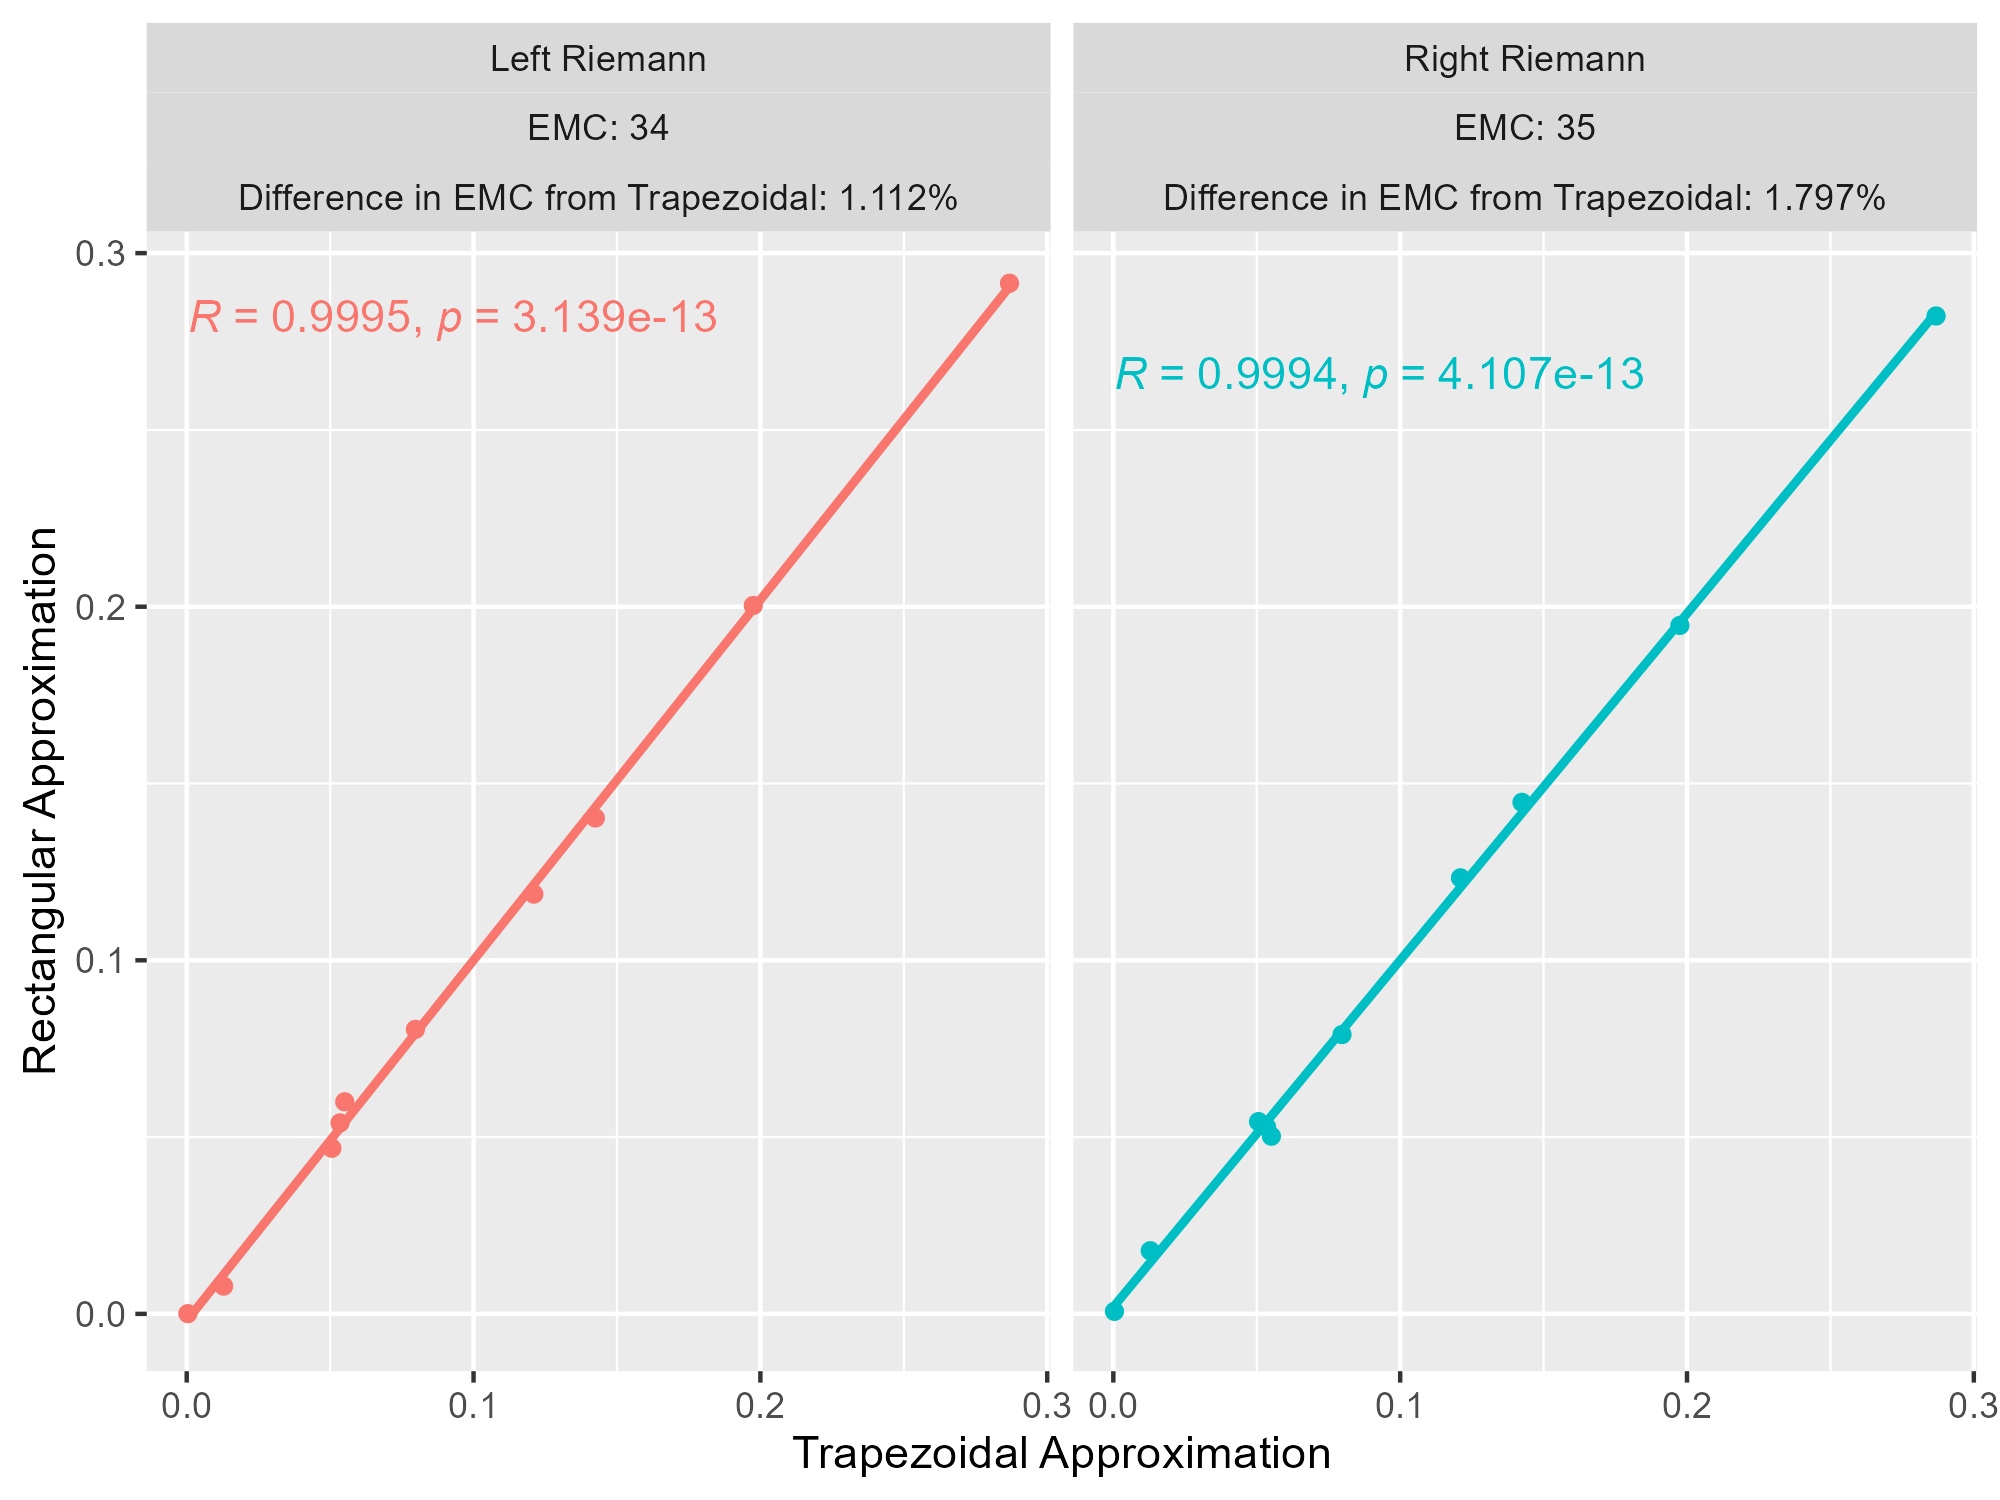 Left Riemann
EMC: 34
Difference in EMC from Trapezoidal: 1.112%
Right Riemann
EMC: 35
Difference in EMC from Trapezoidal: 1.797%
R = 0.9995, p = 3.139e-13
R = 0.9994, p = 4.107e-13
Rectangular Approximation
0.3
0.2
0.1
0.0
0.0 0.1 0.2 0.3
0.0 0.1 0.2 0.3
Trapezoidal Approximation